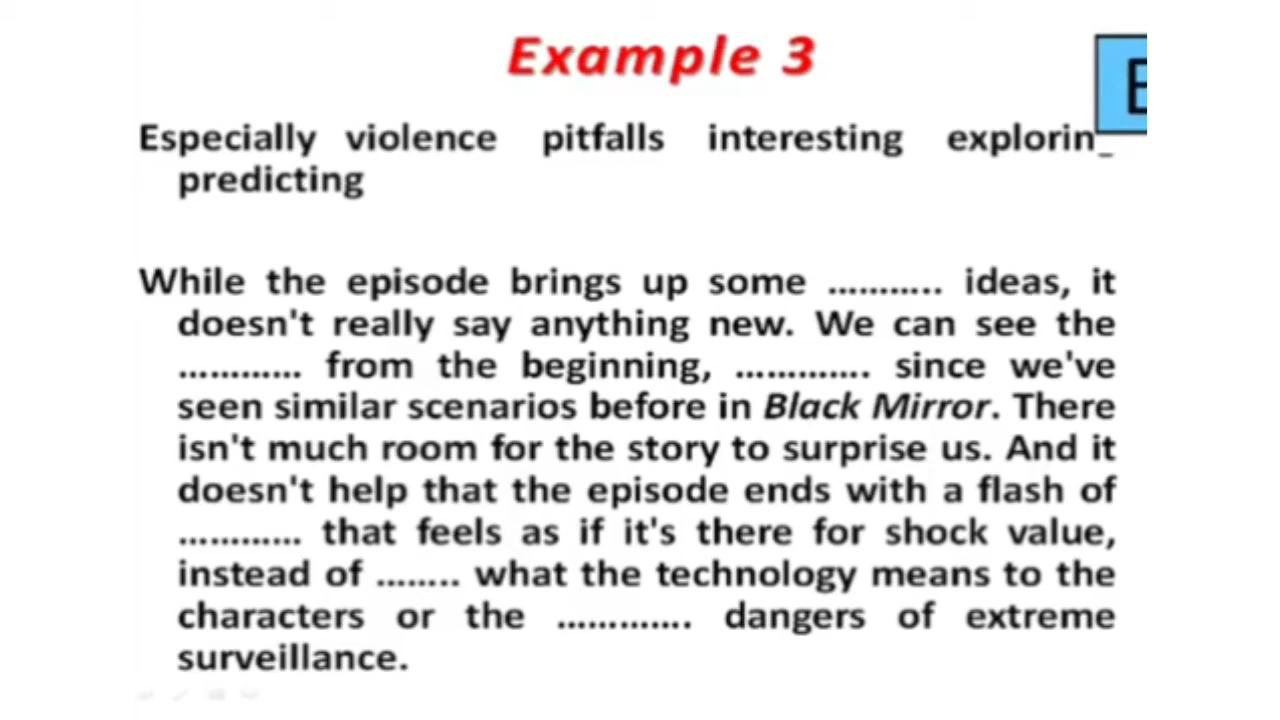 Example 3
E
Especially violence pitfalls interesting explorin
predicting
While the episode brings up some ........... ideas, it
doesn't really say anything new. We can see the
............ from the beginning, ............. since we've
seen similar scenarios before in Black Mirror. There
isn't much room for the story to surprise us. And it
doesn't help that the episode ends with a flash of
............ that feels as if it's there for shock value,
instead of ........ what the technology means to the
characters or the ............. dangers of extreme
surveillance.